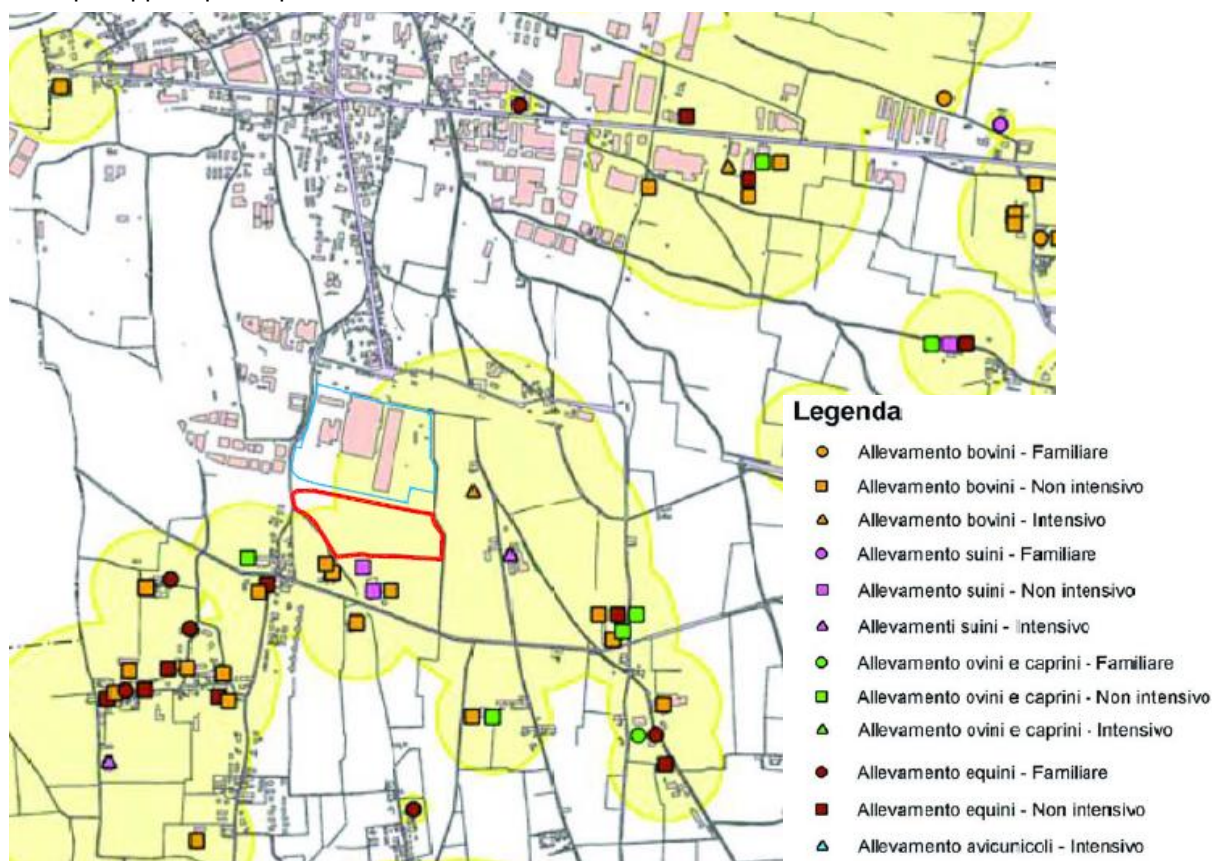 Legenda
Allevamento bovini - Familiare
Allevamento bovini - Non intensivo
Allevamento bovini - Intensivo
Allevamento suini - Familiare
Allevamento suini - Non intensivo
Allevamenti suini - Intensivo
Allevamento ovini e caprini - Familiare
Allevamento ovini e caprini - Non intensivo
Allevamento ovini e caprini - Intensivo
Allevamento equini - Familiare
Allevamento equini - Non intensivo
Allevamento avicunicoli - Intensivo